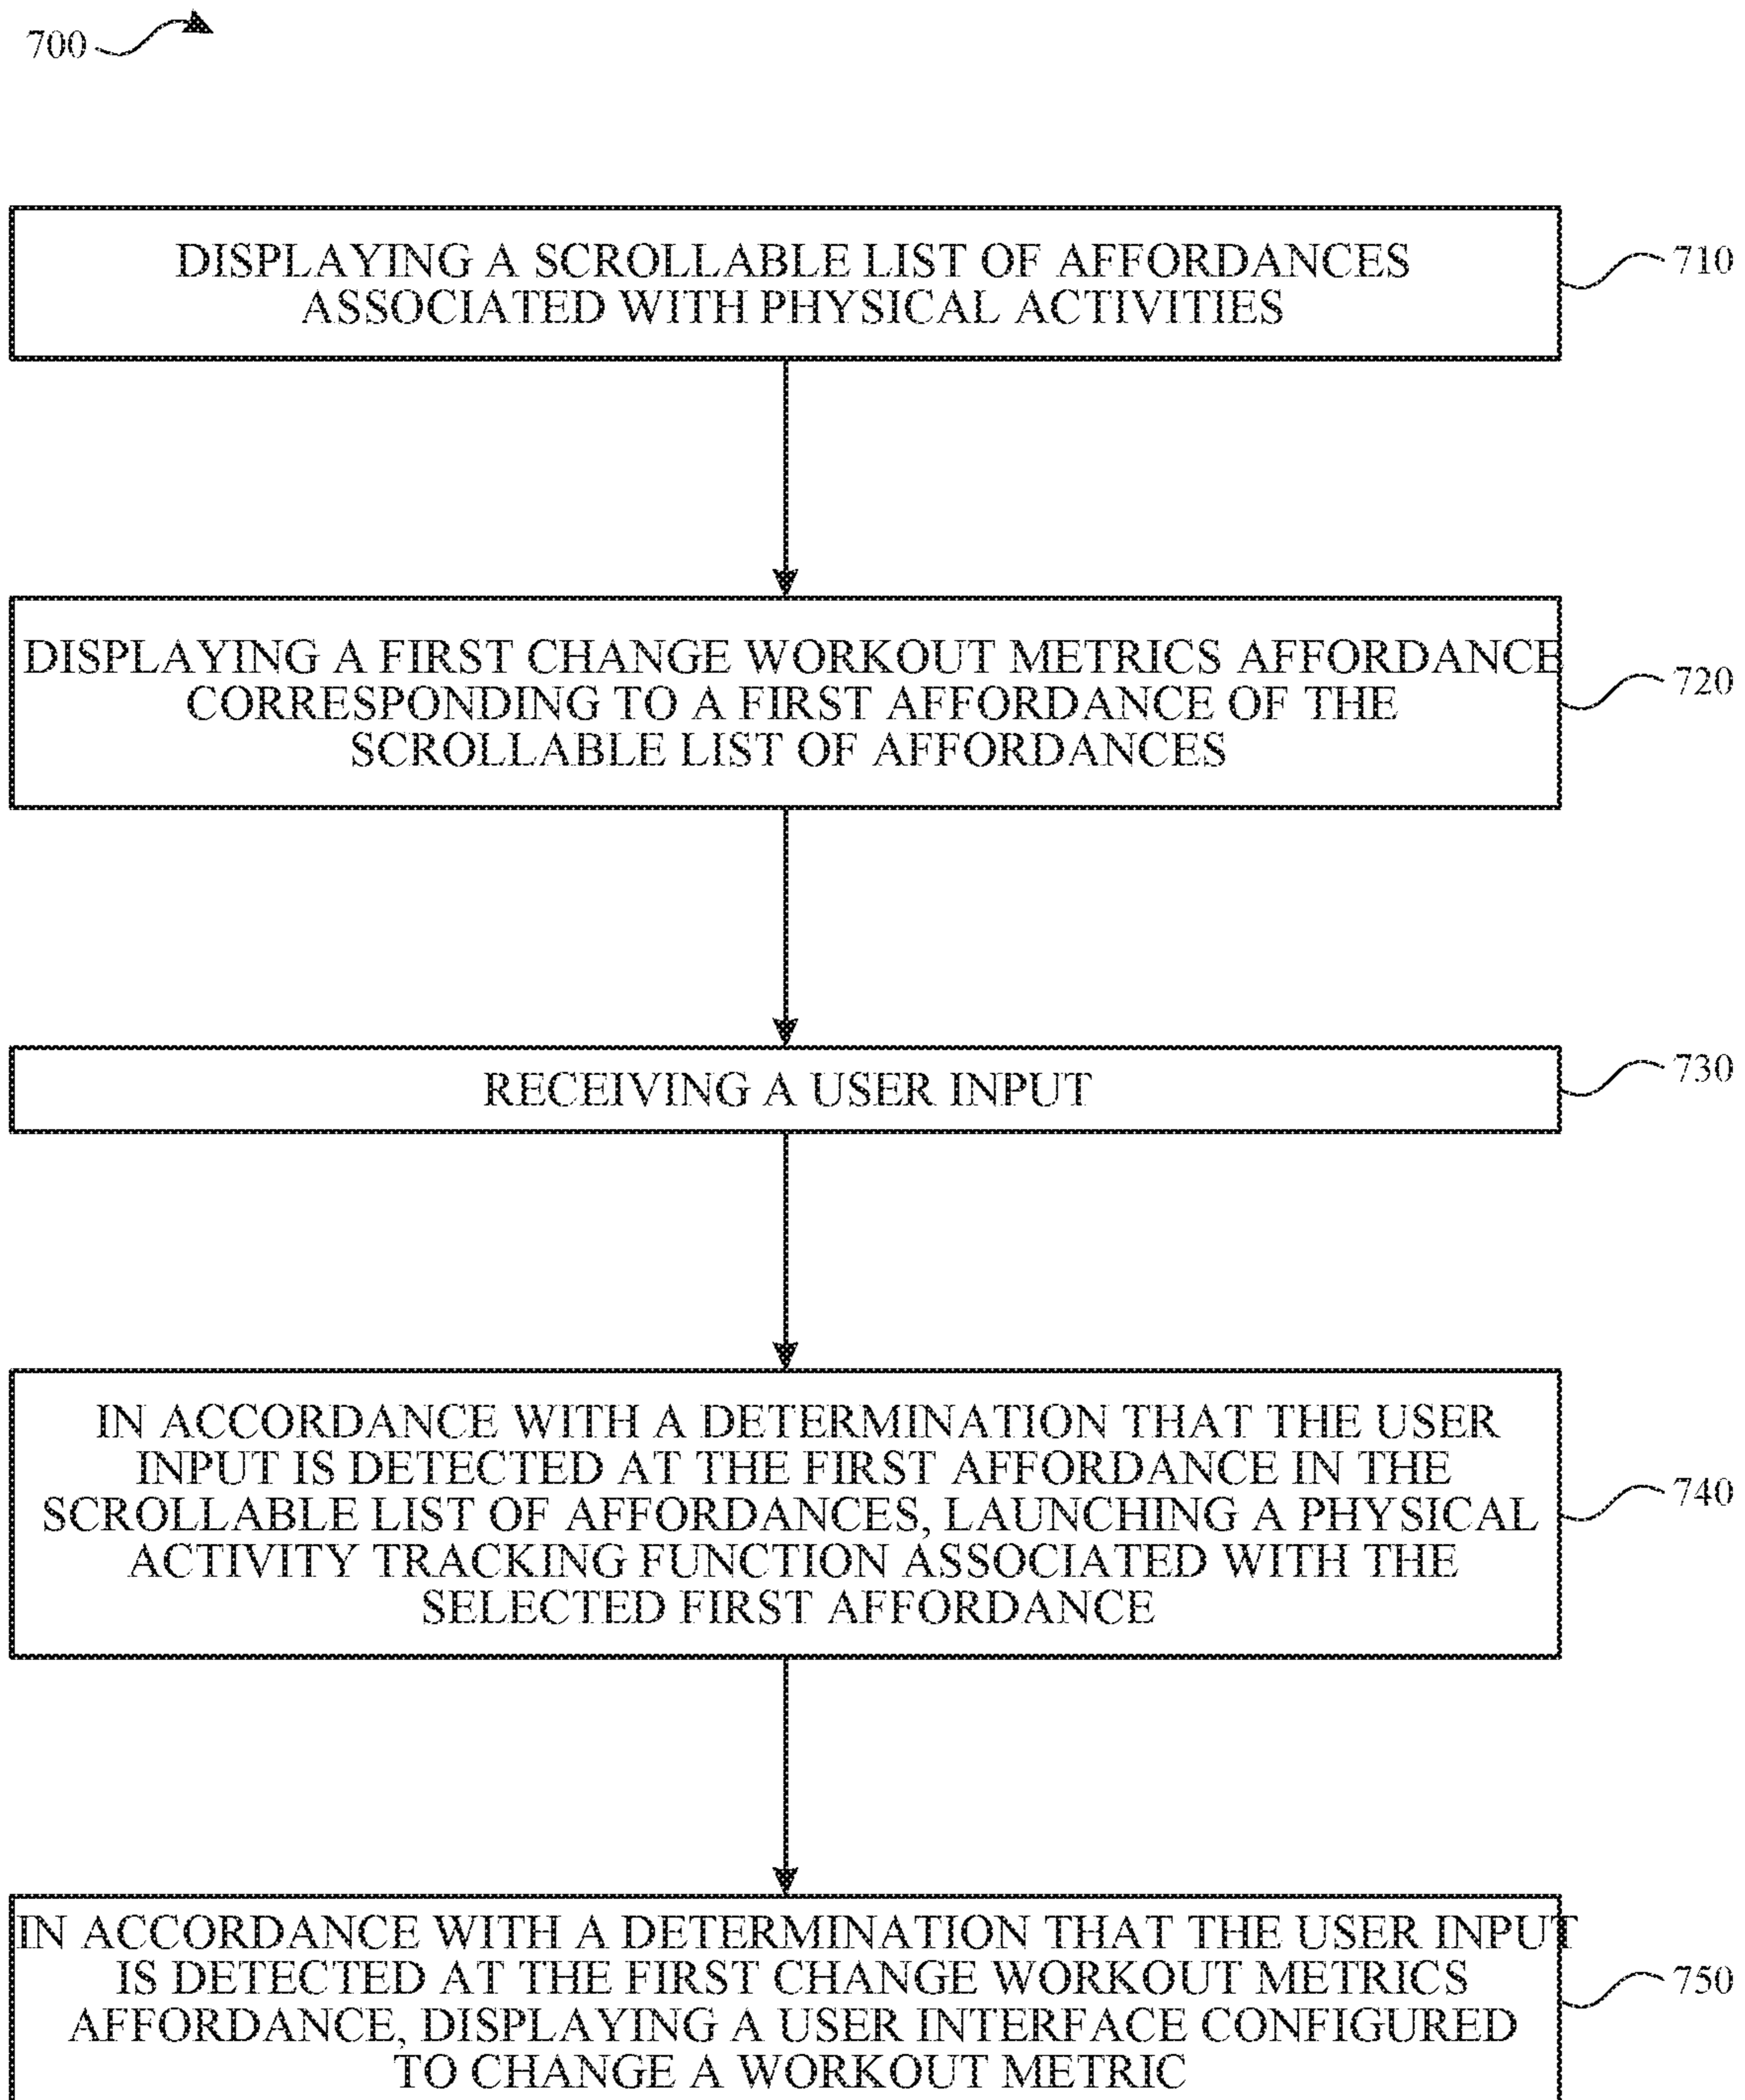 700
DISPLAYING A SCROLLABLE LIST OF AFFORDANCES
ASSOCIATED WITH PHYSICAL ACTIVITIES
710
DISPLAYING A FIRST CHANGE WORKOUT METRICS AFFORDANCE
CORRESPONDING TO A FIRST AFFORDANCE OF THE
SCROLLABLE LIST OF AFFORDANCES
720
RECEIVING A USER INPUT
730
IN ACCORDANCE WITH A DETERMINATION THAT THE USER
INPUT IS DETECTED AT THE FIRST AFFORDANCE IN THE
SCROLLABLE LIST OF AFFORDANCES, LAUNCHING A PHYSICAL
ACTIVITY TRACKING FUNCTION ASSOCIATED WITH THE
SELECTED FIRST AFFORDANCE
740
IN ACCORDANCE WITH A DETERMINATION THAT THE USER INPUT
IS DETECTED AT THE FIRST CHANGE WORKOUT METRICS
AFFORDANCE, DISPLAYING A USER INTERFACE CONFIGURED
TO CHANGE A WORKOUT METRIC
750